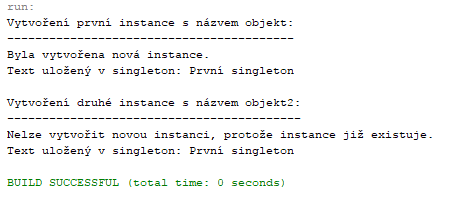 run:
Vytvoření první instance s názvem objekt:
-----------------------------------------
Byla vytvořena nová instance.
Text uložený v singleton: První singleton
Vytvoření druhé instance s názvem objekt2:
------------------------------------------
Nelze vytvořit novou instanci, protože instance již existuje.
Text uložený v singleton: První singleton
BUILD SUCCESSFUL (total time: 0 seconds)